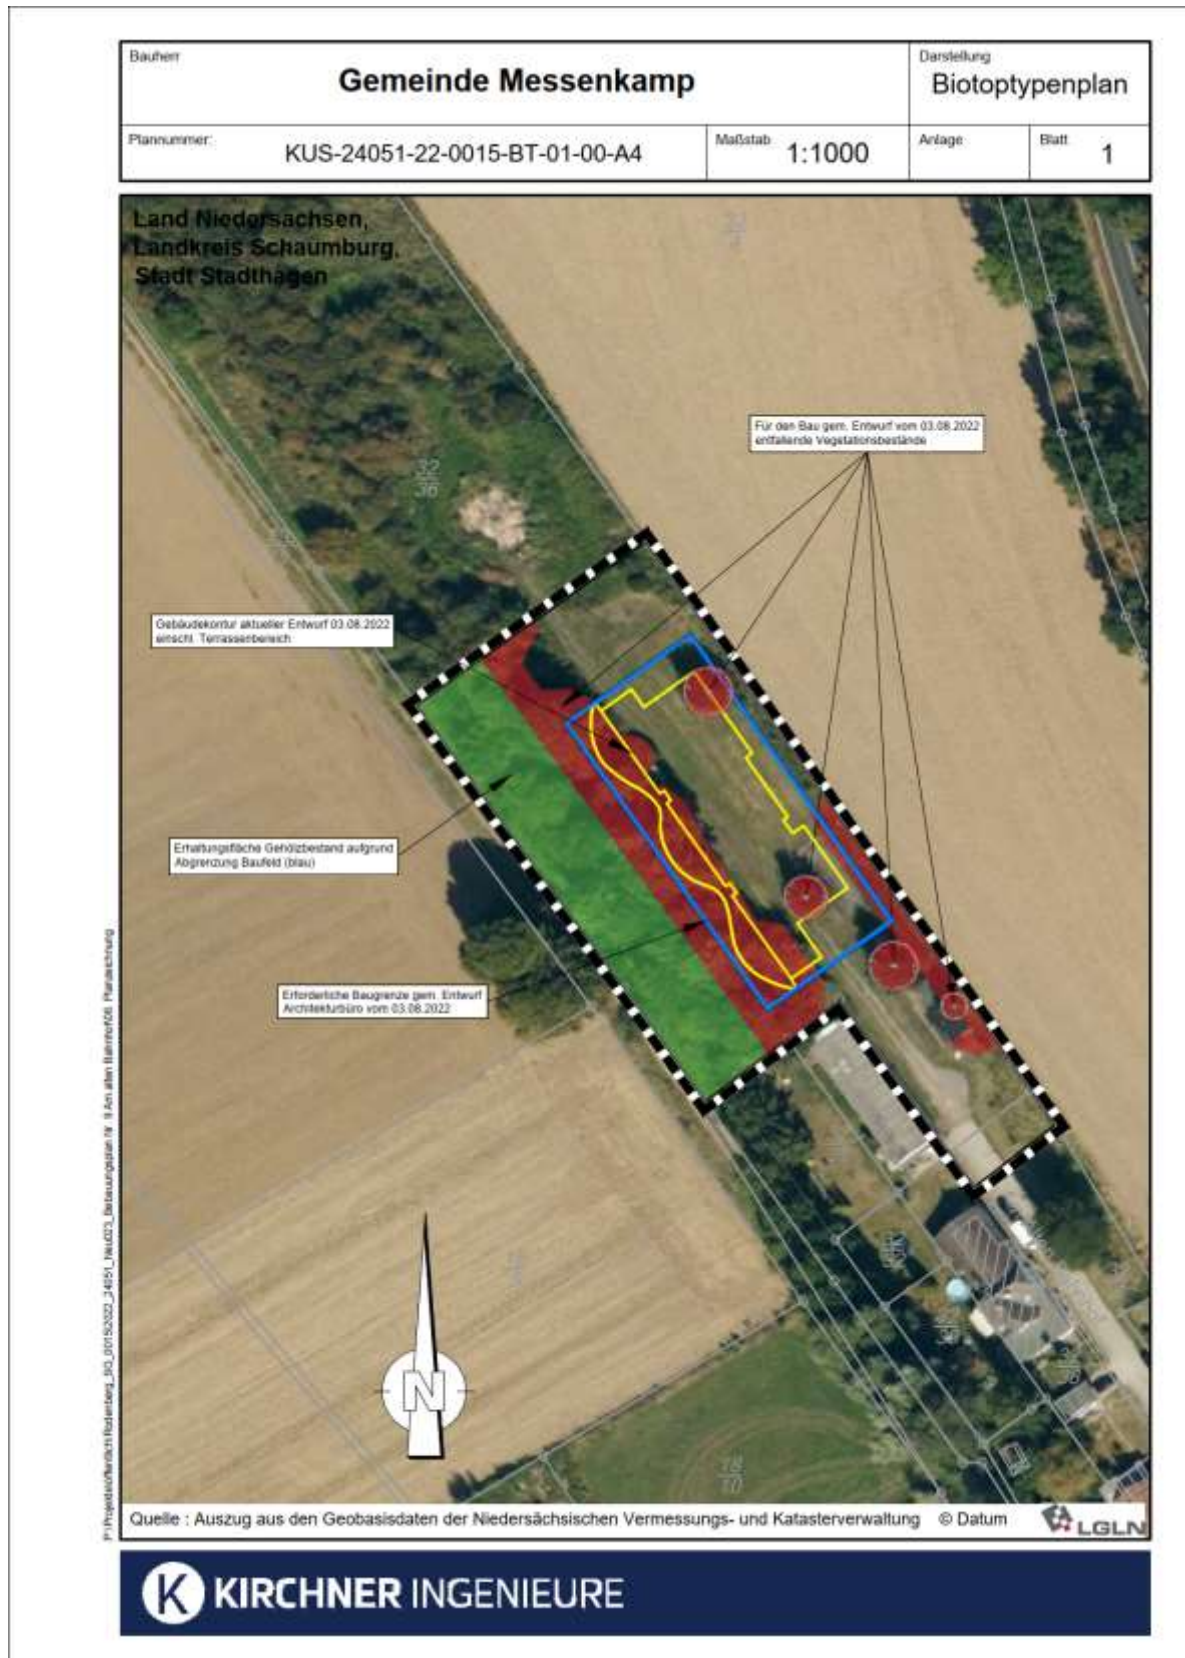 Bauherr
Gemeinde Messenkamp
Darstellung
Biotoptypenplan
Plannummer:
KUS-24051-22-0015-BT-01-00-A4
Maßstab
1:1000
Anlage
Blatt
1
Land Niedersachsen,
Landkreis Schaumburg,
Stadt Stadthagen
Für den Bau gem. Entwurf vom 03.08.2022
entfallende Vegetationsbestände
Gebäudekontur aktueller Entwurf 03.08.2022
einschl. Terrassenbereich
Erhaltungsfläche Gehölzbestand aufgrund
Abgrenzung Baufeld (blau)
Erforderliche Baugrenze gem. Entwurf
Architekturbüro vom 03.08.2022
N
Quelle : Auszug aus den Geobasisdaten der Niedersächsischen Vermessungs- und Katasterverwaltung © Datum
LGLN
K KIRCHNER INGENIEURE